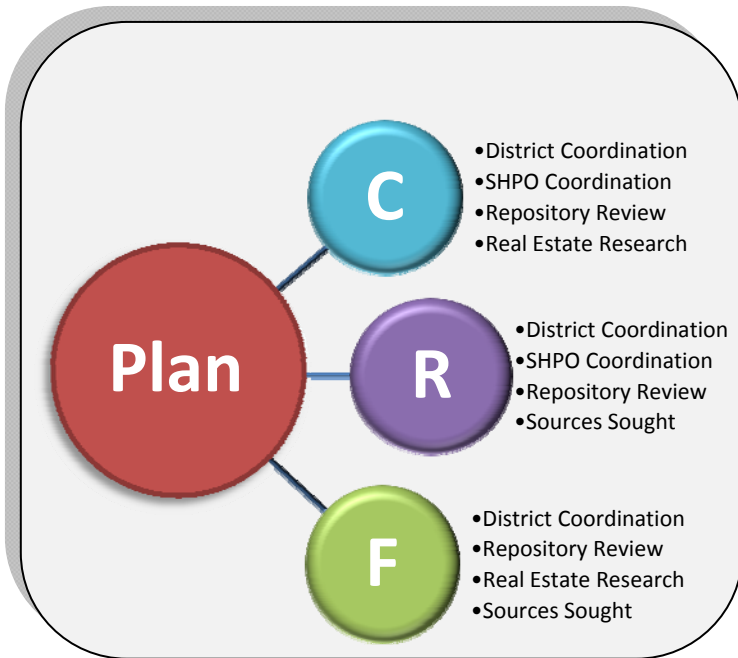 Plan
C
•District Coordination
•SHPO Coordination
•Repository Review
•Real Estate Research
R
•District Coordination
•SHPO Coordination
•Repository Review
•Sources Sought
F
•District Coordination
•Repository Review
•Real Estate Research
•Sources Sought